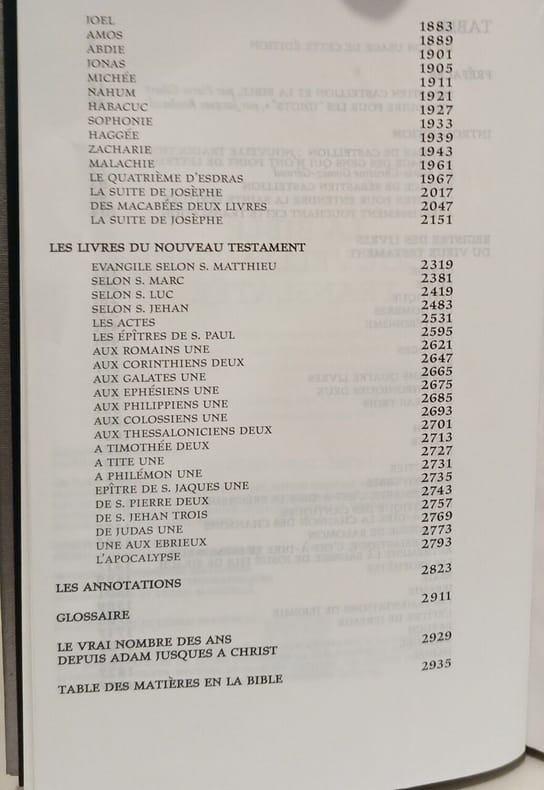 JOEL 1883
AMOS 1889
ABDIE 1901
JONAS 1905
MICHÉE 1911
NAHUM 1921
HABACUC 1927
SOPHONIE 1933
HAGGÉE 1939
ZACHARIE 1943
MALACHIE 1961
LE QUATRIÈME D'ESDRAS 1967
LA SUITE DE JOSÈPHE 2017
DES MACABÉES DEUX LIVRES 2047
LA SUITE DE JOSÈPHE 2151
LES LIVRES DU NOUVEAU TESTAMENT
EVANGILE SELON S. MATTHIEU 2319
SELON S. MARC 2381
SELON S. LUC 2419
SELON S. JEHAN 2483
LES ACTES 2531
LES ÉPÎTRES DE S. PAUL 2595
AUX ROMAINS UNE 2621
AUX CORINTHIENS DEUX 2647
AUX GALATES UNE 2665
AUX EPHÉSIENS UNE 2675
AUX PHILIPPIENS UNE 2685
AUX COLOSSIENS UNE 2693
AUX THESSALONICIENS DEUX 2701
A TIMOTHÉE DEUX 2713
A TITE UNE 2727
A PHILÉMON UNE 2731
EPÎTRE DE S. JAQUES UNE 2735
DE S. PIERRE DEUX 2743
DE S. JEHAN TROIS 2757
DE JUDAS UNE 2769
UNE AUX EBRIEUX 2773
L'APOCALYPSE 2793
LES ANNOTATIONS 2823
GLOSSAIRE 2911
LE VRAI NOMBRE DES ANS
DEPUIS ADAM JUSQUES A CHRIST 2929
TABLE DES MATIÈRES EN LA BIBLE 2935